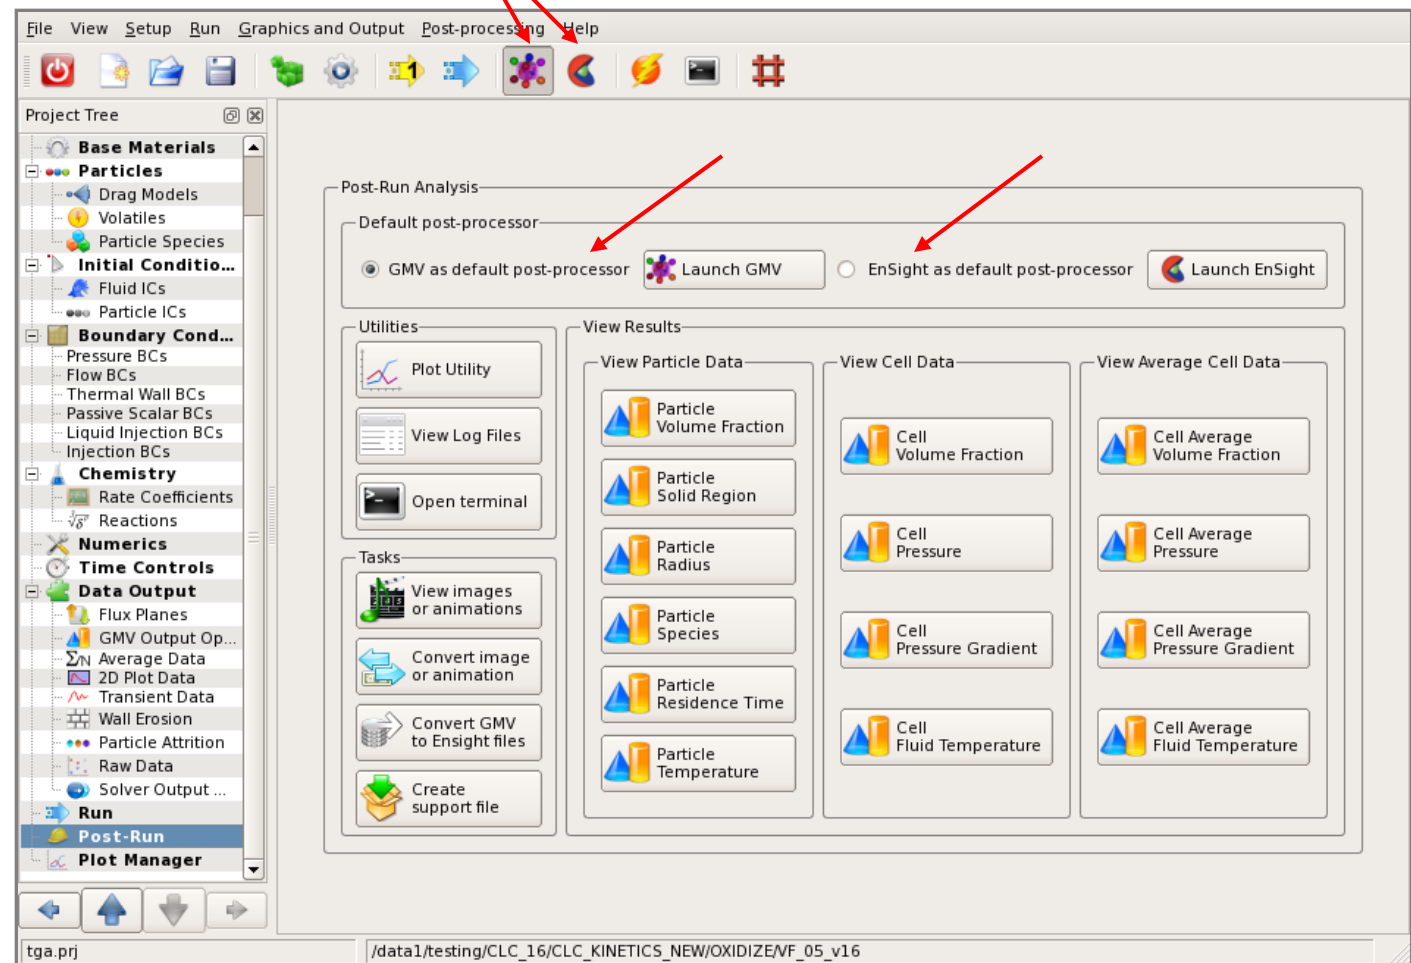 File View Setup Run Graphics and Output Post-processing Help
1
Project Tree
Base Materials
Particles
Drag Models
Volatiles
Particle Species
Initial Conditio...
Fluid ICs
Particle ICs
Boundary Cond...
Pressure BCs
Flow BCs
Thermal Wall BCs
Passive Scalar BCs
Liquid Injection BCs
Injection BCs
Chemistry
Rate Coefficients
Reactions
Numerics
Time Controls
Data Output
Flux Planes
GMV Output Op...
Average Data
2D Plot Data
Transient Data
Wall Erosion
Particle Attrition
Raw Data
Solver Output ...
Run
Post-Run
Plot Manager
Post-Run Analysis
Default post-processor
GMV as default post-processor
Launch GMV
EnSight as default post-processor
Launch EnSight
Utilities
Plot Utility
View Log Files
Open terminal
Tasks
View images
or animations
Convert image
or animation
Convert GMV
to Ensight files
Create
support file
View Results
View Particle Data
Particle
Volume Fraction
Particle
Solid Region
Particle
Radius
Particle
Species
Particle
Residence Time
Particle
Temperature
View Cell Data
Cell
Volume Fraction
Cell
Pressure
Cell
Pressure Gradient
Cell
Fluid Temperature
View Average Cell Data
Cell Average
Volume Fraction
Cell Average
Pressure
Cell Average
Pressure Gradient
Cell Average
Fluid Temperature
tga.prj
/data1/testing/CLC_16/CLC_KINETICS_NEW/OXIDIZE/VF_05_v16